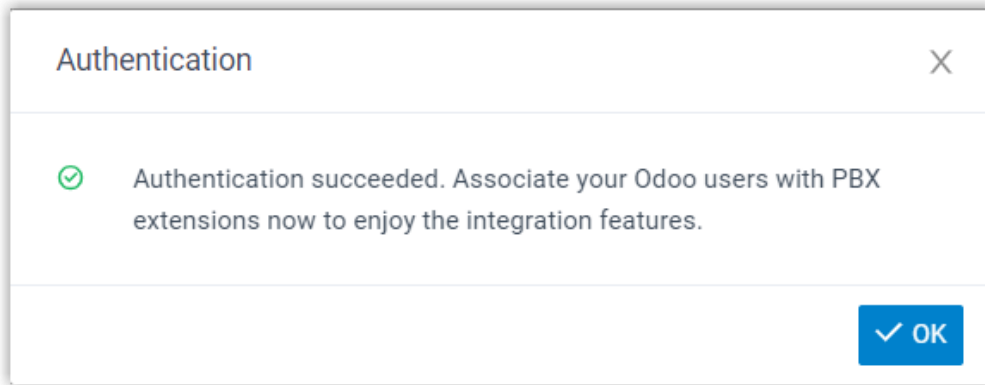 Authentication
Authentication succeeded. Associate your Odoo users with PBX
extensions now to enjoy the integration features.
OK